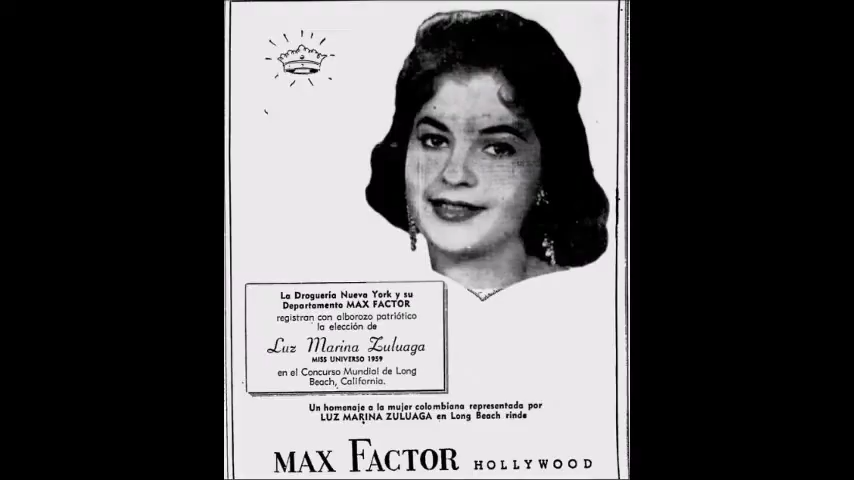 La Droguería Nueva York y su
Departamento MAX FACTOR
registran con alborozo patriótico
la elección de
Luz Marina Zuluaga
MISS UNIVERSO 1959
en el Concurso Mundial de Long
Beach, California.
Un homenaje a la mujer colombiana representada por
LUZ MARINA ZULUAGA en Long Beach rinde
MAX FACTOR HOLLYWOOD